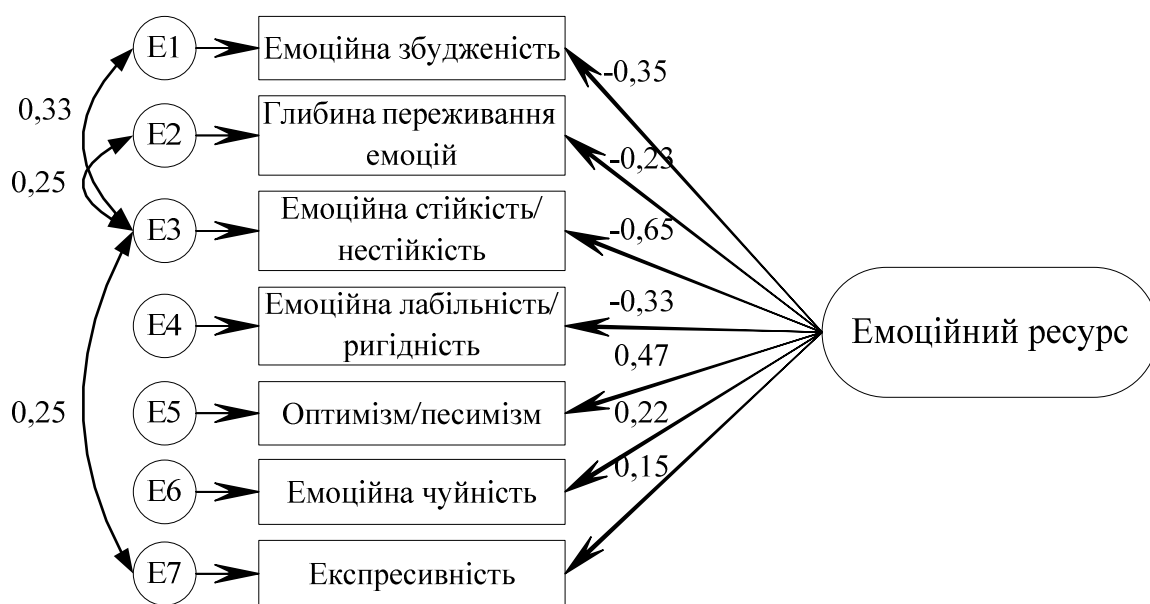 E1
Емоційна збудженість
-0,35
0,33
E2
Глибина переживання
емоцій
-0,23
0,25
E3
Емоційна стійкість/
нестійкість
-0,65
E4
Емоційна лабільність/
ригідність
-0,33
Емоційний ресурс
0,47
0,25
E5
Оптимізм/песимізм
0,22
E6
Емоційна чуйність
0,15
E7
Експресивність